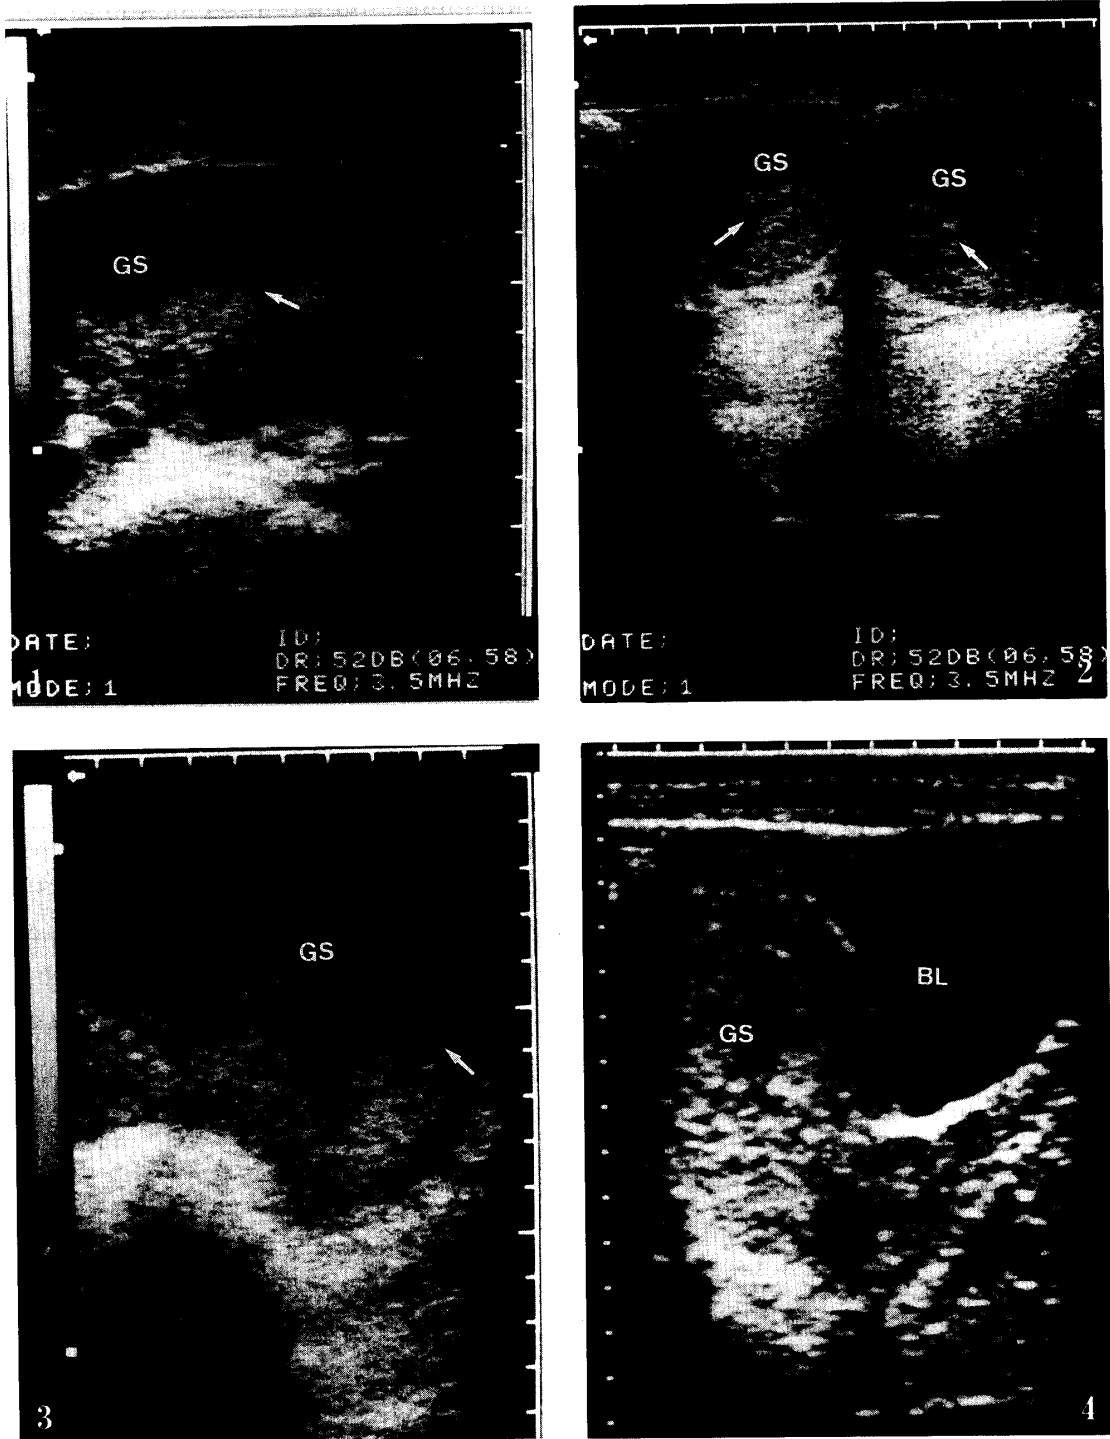 GS
DATE;
ID;
DR; 52DB(06.58)
MODE; 1
FREQ; 3.5MHZ
1
GS
GS
DATE;
ID;
DR; 52DB(06.58)
MODE; 1
FREQ; 3.5MHZ
2
GS
3
GS
BL
4